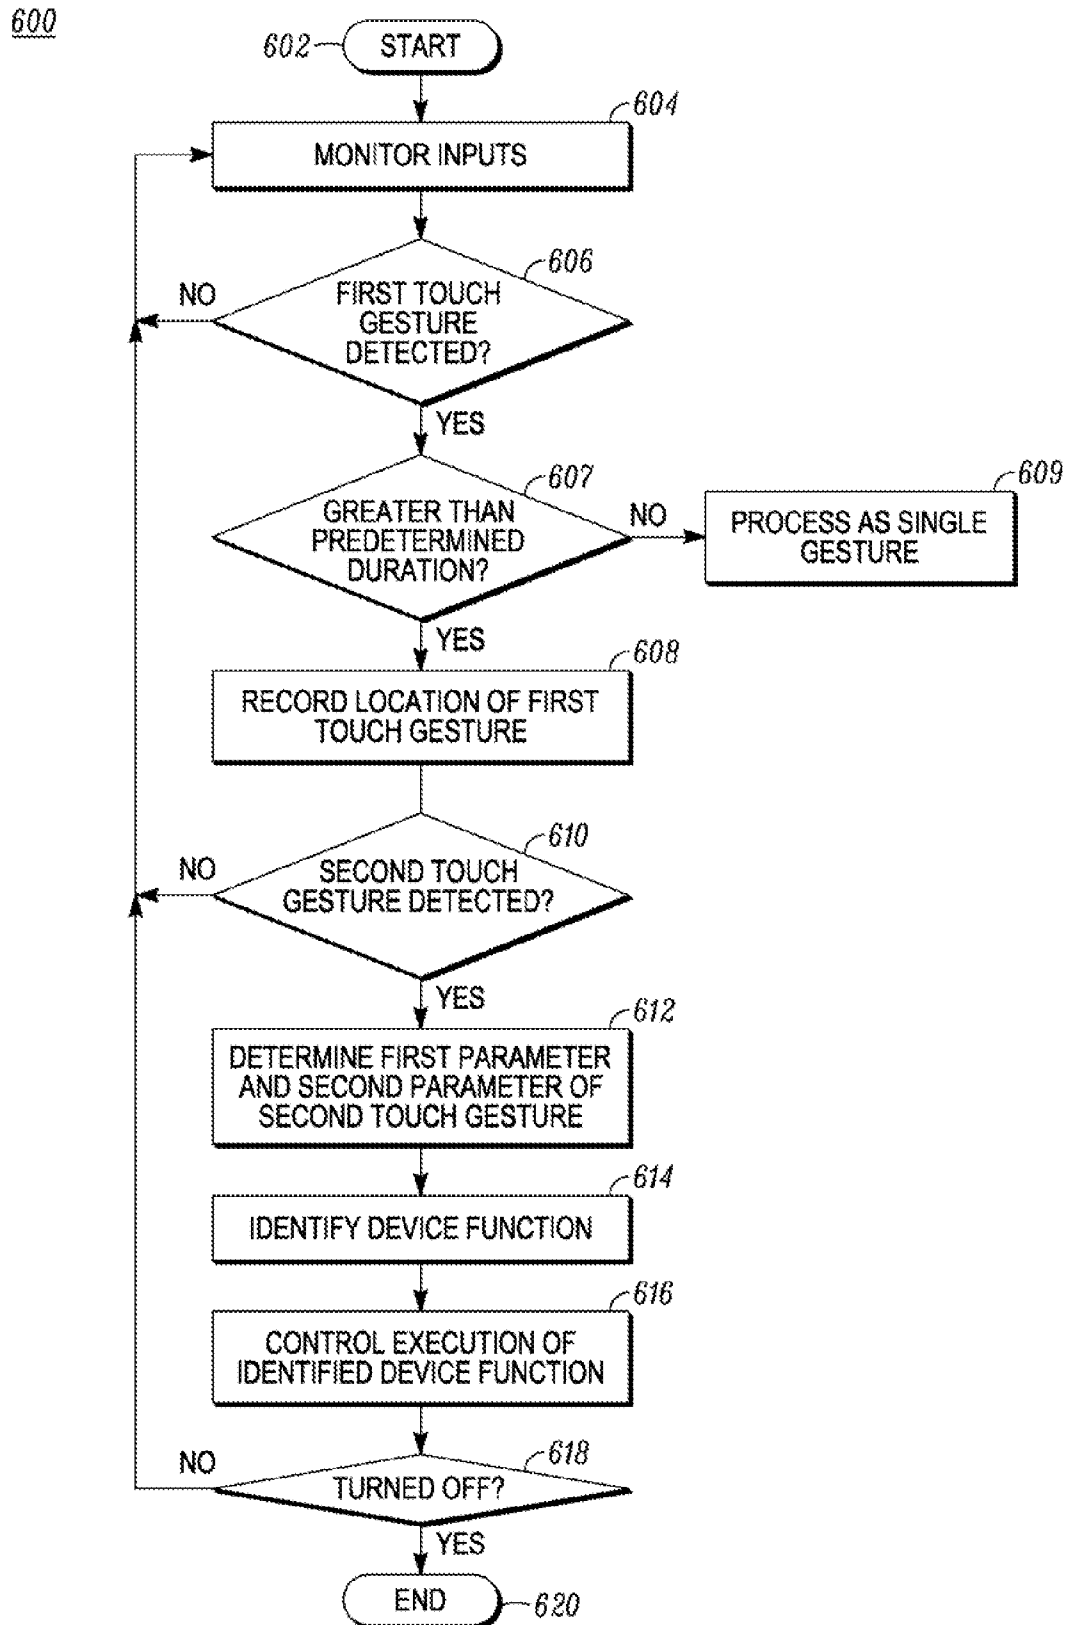 600
602
START
604
MONITOR INPUTS
606
NO
FIRST TOUCH
GESTURE
DETECTED?
YES
607
609
GREATER THAN
PREDETERMINED
DURATION?
NO
PROCESS AS SINGLE
GESTURE
YES
608
RECORD LOCATION OF FIRST
TOUCH GESTURE
610
NO
SECOND TOUCH
GESTURE DETECTED?
YES
612
DETERMINE FIRST PARAMETER
AND SECOND PARAMETER OF
SECOND TOUCH GESTURE
614
IDENTIFY DEVICE FUNCTION
616
CONTROL EXECUTION OF
IDENTIFIED DEVICE FUNCTION
618
NO
TURNED OFF?
YES
END
620